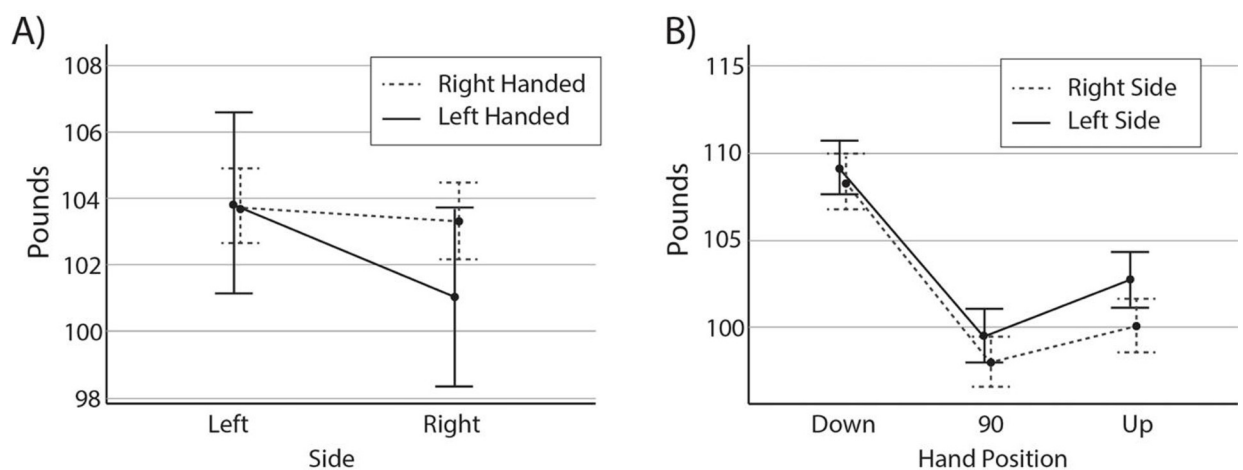 A)
108
106
104
102
100
98
Pounds
Right Handed
Left Handed
Left
Right
Side
B)
115
110
105
100
Pounds
Right Side
Left Side
Down
90
Up
Hand Position